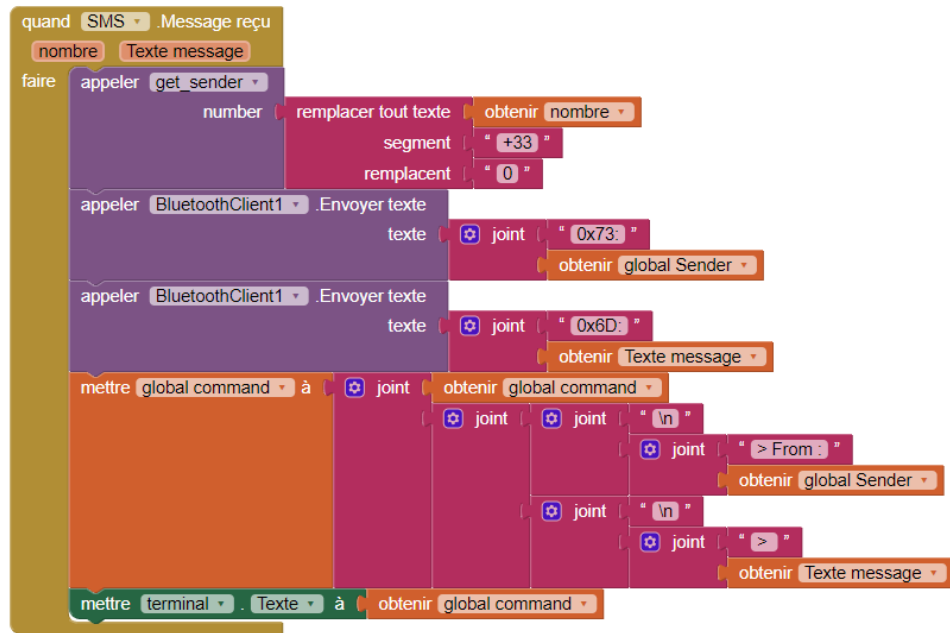 quand SMS .Message reçu
nombre Texte message
faire appeler get_sender
number remplacer tout texte obtenir nombre
segment " +33 "
remplacent " 0 "
appeler BluetoothClient1 .Envoyer texte
texte joint " 0x73: "
obtenir global Sender
appeler BluetoothClient1 .Envoyer texte
texte joint " 0x6D: "
obtenir Texte message
mettre global command à joint obtenir global command
joint joint " \n "
joint " > From : "
obtenir global Sender
joint " \n "
joint " > "
obtenir Texte message
mettre terminal . Texte à obtenir global command